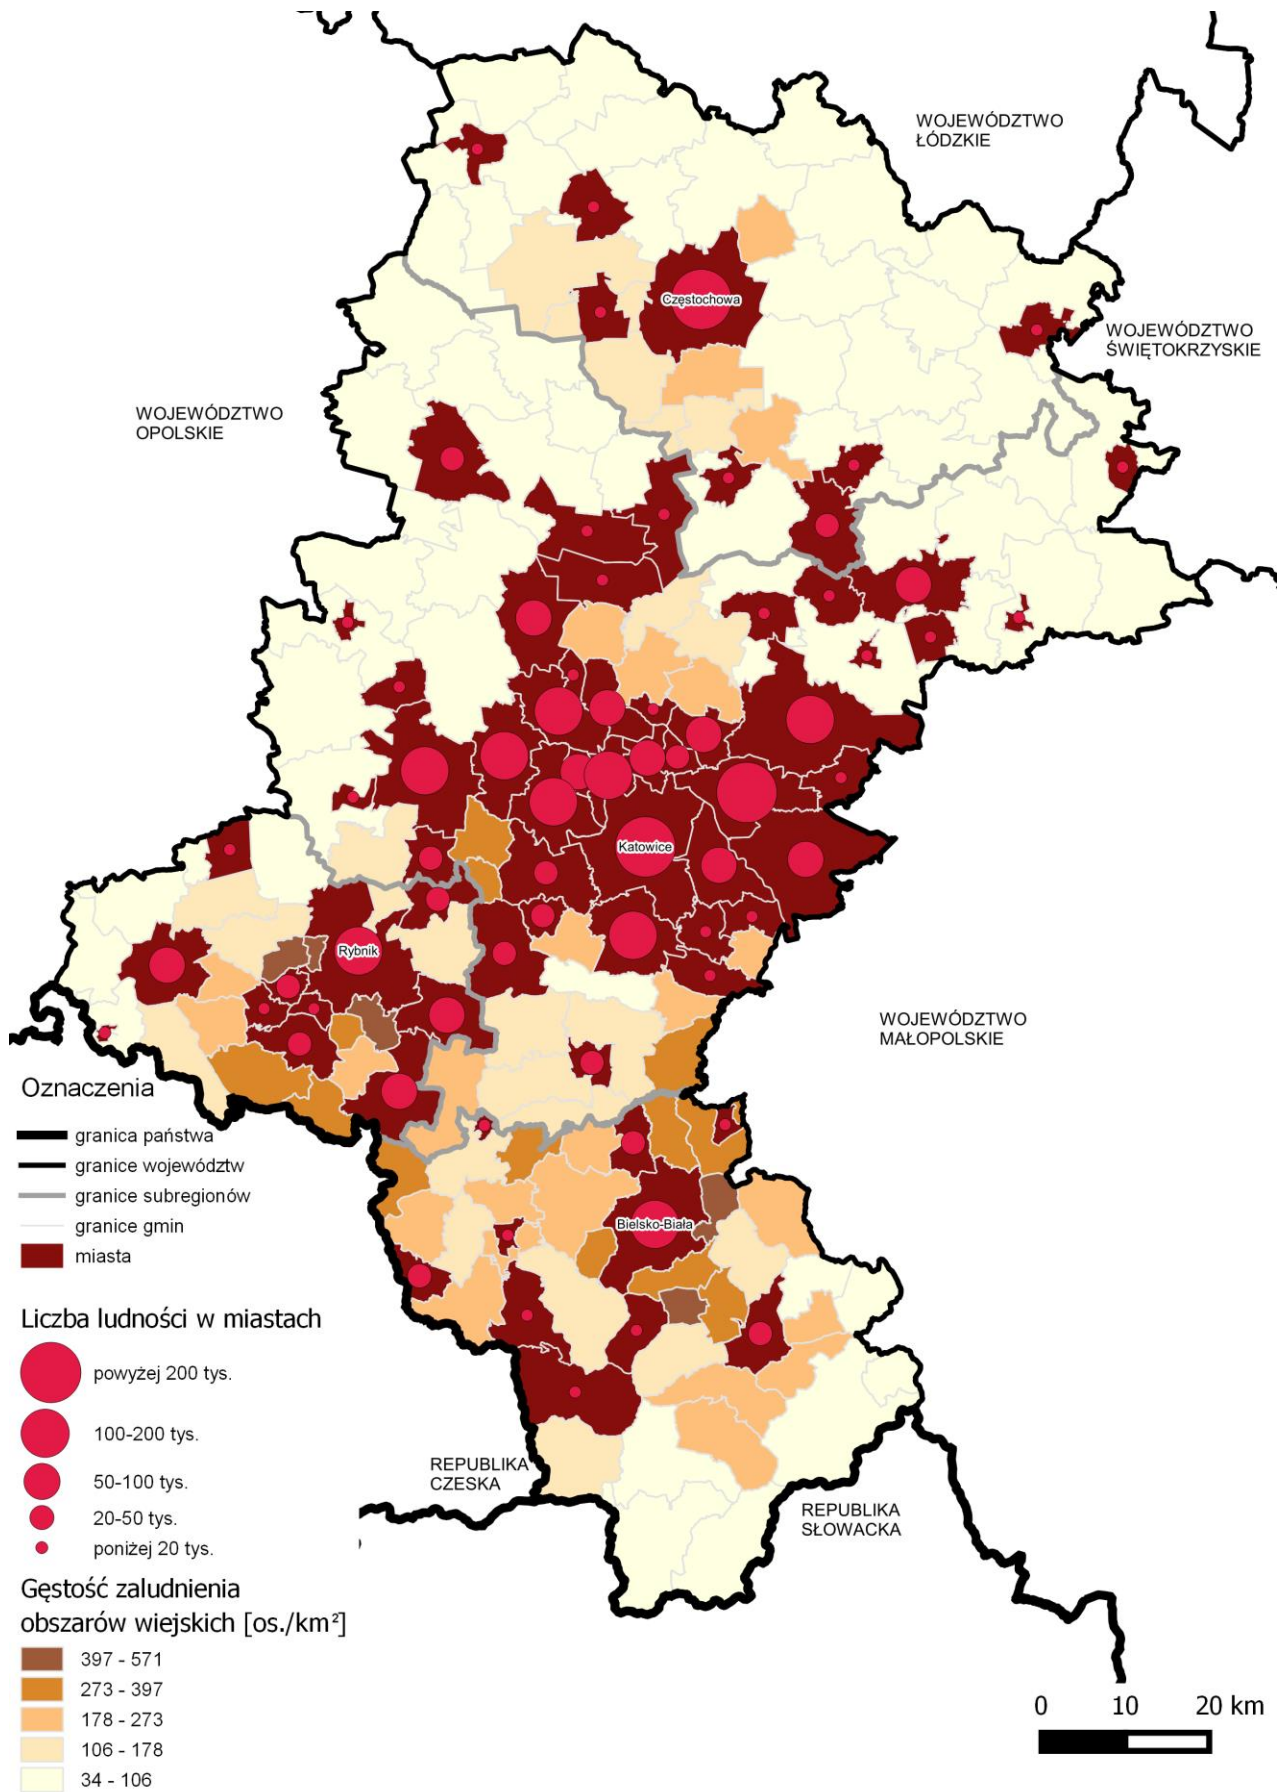 WOJEWÓDZTWO
ŁÓDZKIE
Częstochowa
WOJEWÓDZTWO
ŚWIĘTOKRZYSKIE
WOJEWÓDZTWO
OPOLSKIE
Katowice
Rybnik
WOJEWÓDZTWO
MAŁOPOLSKIE
Bielsko-Biała
REPUBLIKA
CZESKA
REPUBLIKA
SŁOWACKA
Oznaczenia
granica państwa
granice województw
granice subregionów
granice gmin
miasta
Liczba ludności w miastach
powyżej 200 tys.
100-200 tys.
50-100 tys.
20-50 tys.
poniżej 20 tys.
Gęstość zaludnienia
obszarów wiejskich [os./km²]
397 - 571
273 - 397
178 - 273
106 - 178
34 - 106
0 10 20 km